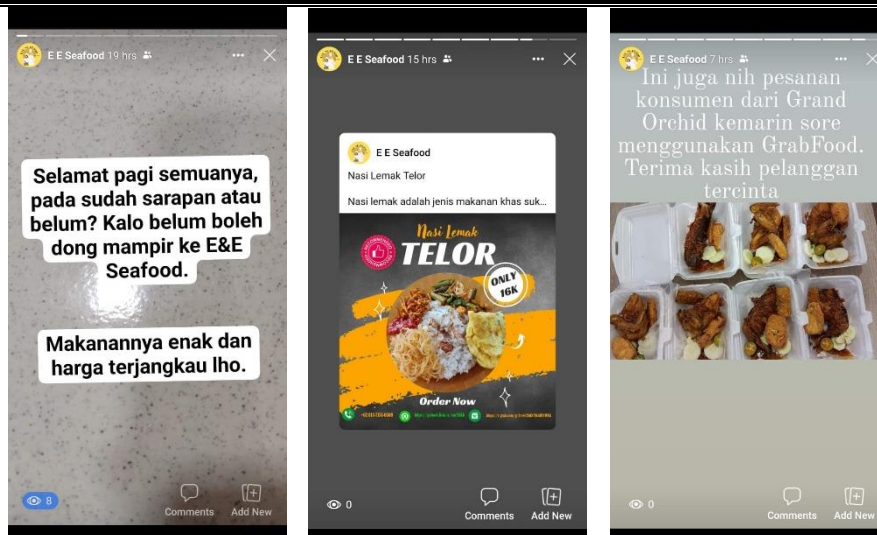 E E Seafood 19 hrs
Selamat pagi semuanya,
pada sudah sarapan atau
belum? Kalo belum boleh
dong mampir ke E&E
Seafood.
Makanannya enak dan
harga terjangkau lho.
8
Comments
Add New
E E Seafood 15 hrs
E E Seafood
Nasi Lemak Telor
Nasi lemak adalah jenis makanan khas suk...
Nasi Lemak
TELOR
RECOMMENDED
ONLY
16K
Order Now
0
Comments
Add New
E E Seafood 7 hrs
Ini juga nih pesanan
konsumen dari Grand
Orchid kemarin sore
menggunakan GrabFood.
Terima kasih pelanggan
tercinta
0
Comments
Add New